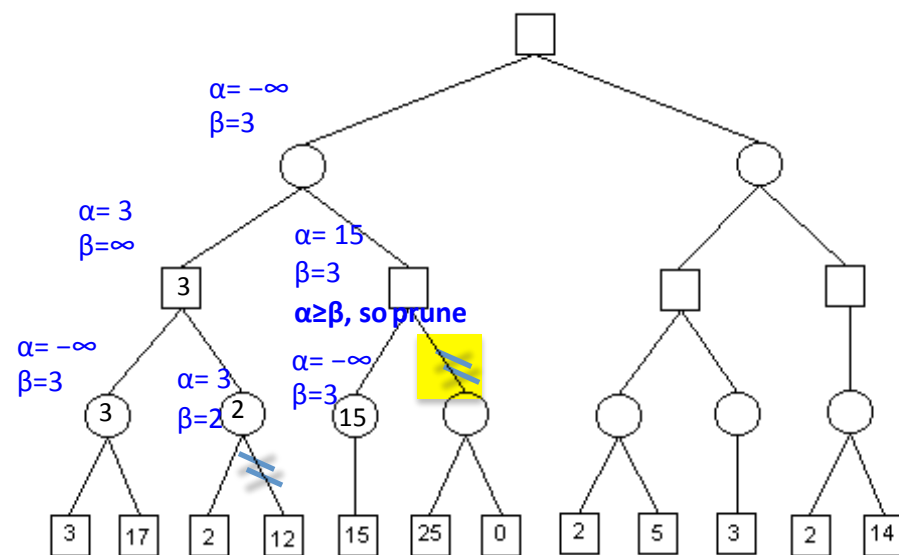 α= −∞
β=3
α= 3
β=∞
α= 15
β=3
3
α≥β, so prune
α= −∞
β=3
α= 3
β=2
α= −∞
β=3
3
2
15
3
17
2
12
15
25
0
2
5
3
2
14